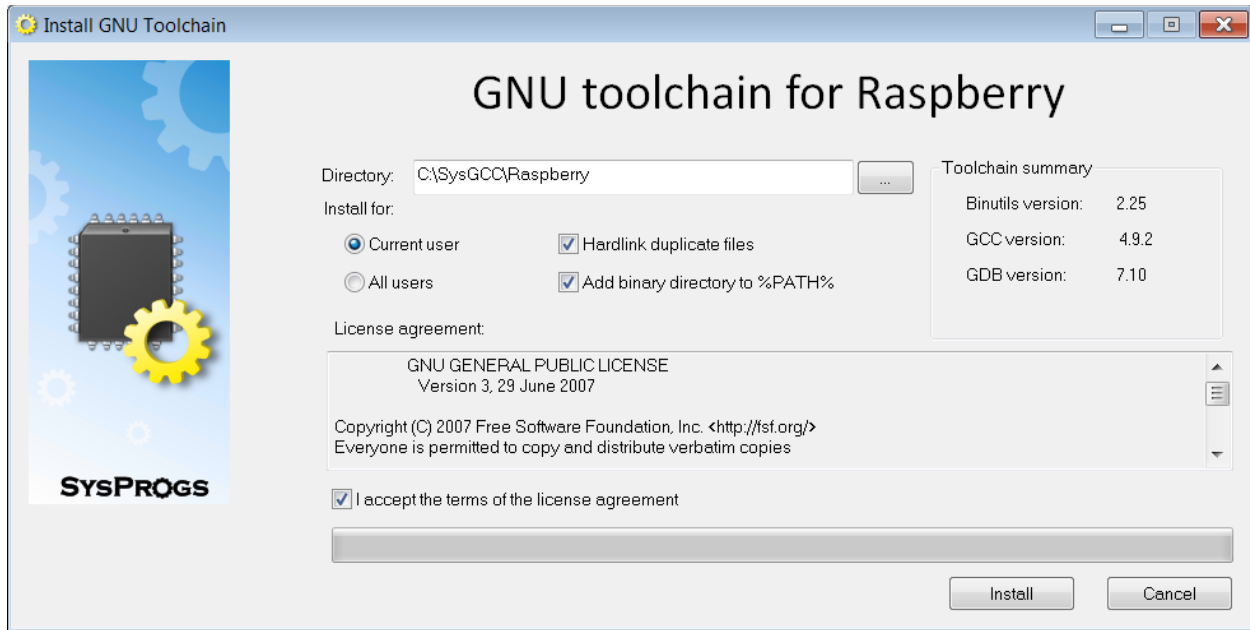 Install GNU Toolchain
GNU toolchain for Raspberry
Directory:
C:\SysGCC\Raspberry
...
Install for:
Current user
Hardlink duplicate files
All users
Add binary directory to %PATH%
Toolchain summary
Binutils version: 2.25
GCC version: 4.9.2
GDB version: 7.10
License agreement:
GNU GENERAL PUBLIC LICENSE
Version 3, 29 June 2007
Copyright (C) 2007 Free Software Foundation, Inc. <http://fsf.org/>
Everyone is permitted to copy and distribute verbatim copies
SYSPROGS
I accept the terms of the license agreement
Install
Cancel